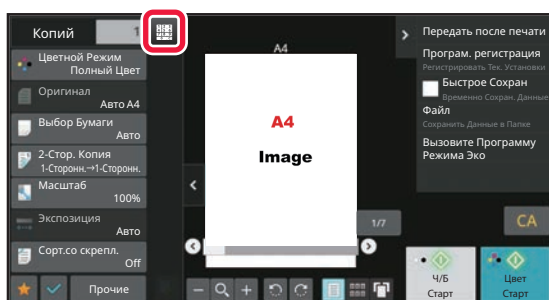 Копий
1
Цветной Режим
Полный Цвет
Оригинал
Авто A4
Выбор Бумаги
Авто
2-Стор. Копия
1-Сторонн.→1-Сторонн.
Масштаб
100%
Экспозиция
Авто
Сорт.со скрепл.
Off
Прочие
A4
A4
Image
1/7
Передать после печати
Програм. регистрация
Регистрировать Тек. Установки
Быстрое Сохран
Временно Сохран. Данные
Файл
Сохранить Данные в Папке
Вызовите Программу
Режима Эко
CA
Ч/Б
Старт
Цвет
Старт